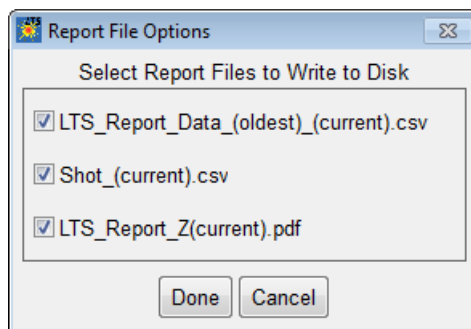 LTS
Report File Options
Select Report Files to Write to Disk
LTS_Report_Data_(oldest)_(current).csv
Shot_(current).csv
LTS_Report_Z(current).pdf
Done Cancel